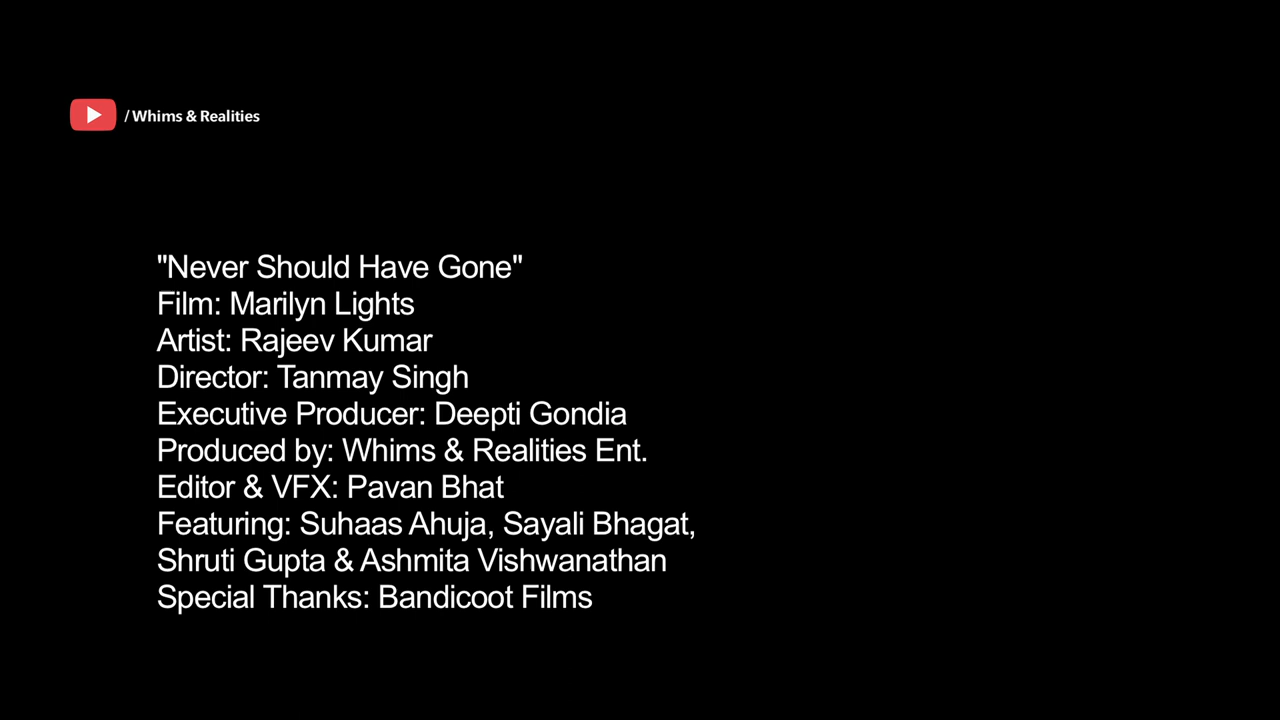 /Whims & Realities
"Never Should Have Gone"
Film: Marilyn Lights
Artist: Rajeev Kumar
Director: Tanmay Singh
Executive Producer: Deepti Gondia
Produced by: Whims & Realities Ent.
Editor & VFX: Pavan Bhat
Featuring: Suhaas Ahuja, Sayali Bhagat,
Shruti Gupta & Ashmita Vishwanathan
Special Thanks: Bandicoot Films